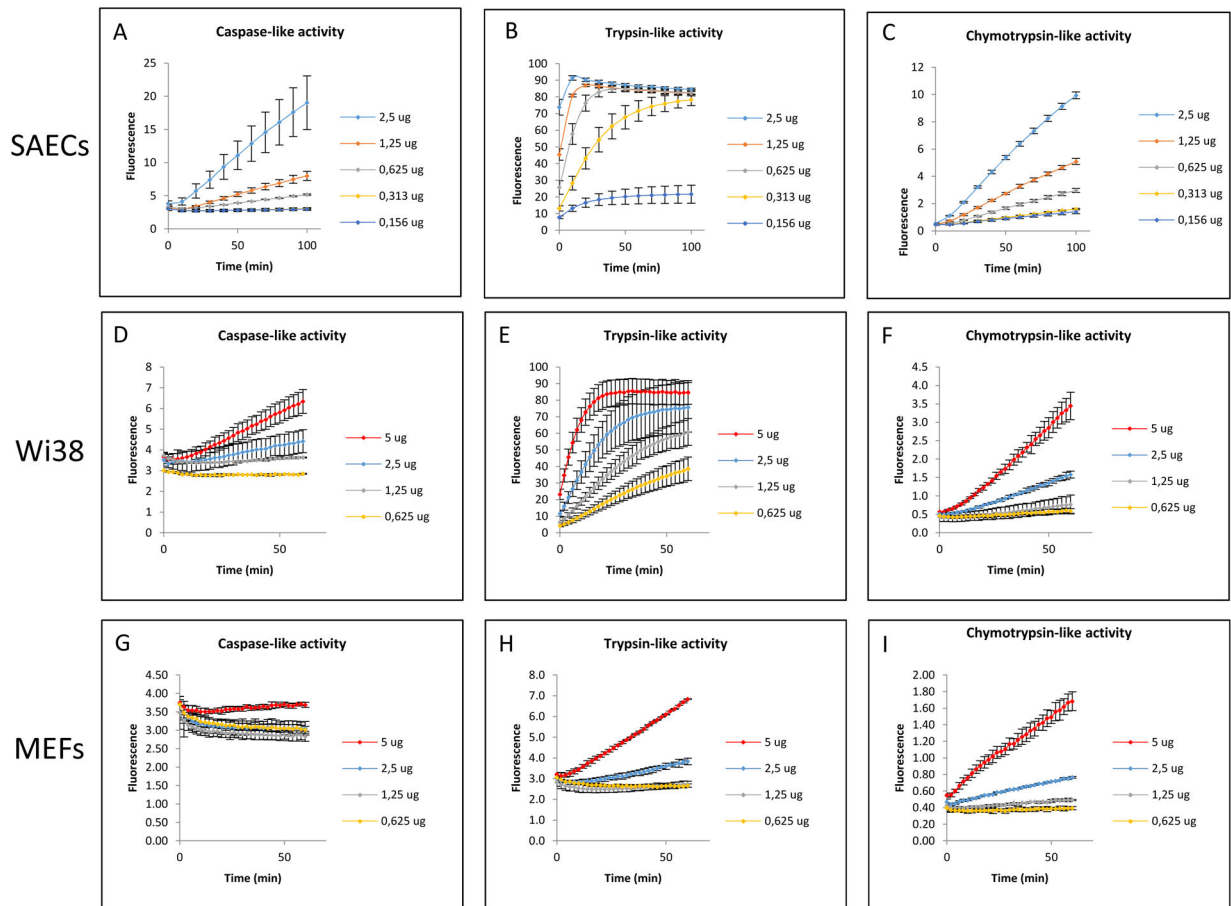 SAECs
A
Caspase-like activity
Fluorescence
25
20
15
10
5
0
0
50
100
Time (min)
2,5 ug
1,25 ug
0,625 ug
0,313 ug
0,156 ug
B
Trypsin-like activity
Fluorescence
100
90
80
70
60
50
40
30
20
10
0
0
50
100
Time (min)
2,5 ug
1,25 ug
0,625 ug
0,313 ug
0,156 ug
C
Chymotrypsin-like activity
Fluorescence
12
10
8
6
4
2
0
0
50
100
Time (min)
2,5 ug
1,25 ug
0,625 ug
0,313 ug
0,156 ug
Wi38
D
Caspase-like activity
Fluorescence
8
7
6
5
4
3
2
1
0
0
50
Time (min)
5 ug
2,5 ug
1,25 ug
0,625 ug
E
Trypsin-like activity
Fluorescence
100
90
80
70
60
50
40
30
20
10
0
0
50
Time (min)
5 ug
2,5 ug
1,25 ug
0,625 ug
F
Chymotrypsin-like activity
Fluorescence
4.5
4.0
3.5
3.0
2.5
2.0
1.5
1.0
0.5
0.0
0
50
Time (min)
5 ug
2,5 ug
1,25 ug
0,625 ug
MEFs
G
Caspase-like activity
Fluorescence
4.50
4.00
3.50
3.00
2.50
2.00
1.50
1.00
0.50
0.00
0
50
Time (min)
5 ug
2,5 ug
1,25 ug
0,625 ug
H
Trypsin-like activity
Fluorescence
8.0
7.0
6.0
5.0
4.0
3.0
2.0
1.0
0.0
0
50
Time (min)
5 ug
2,5 ug
1,25 ug
0,625 ug
I
Chymotrypsin-like activity
Fluorescence
2.00
1.80
1.60
1.40
1.20
1.00
0.80
0.60
0.40
0.20
0.00
0
50
Time (min)
5 ug
2,5 ug
1,25 ug
0,625 ug